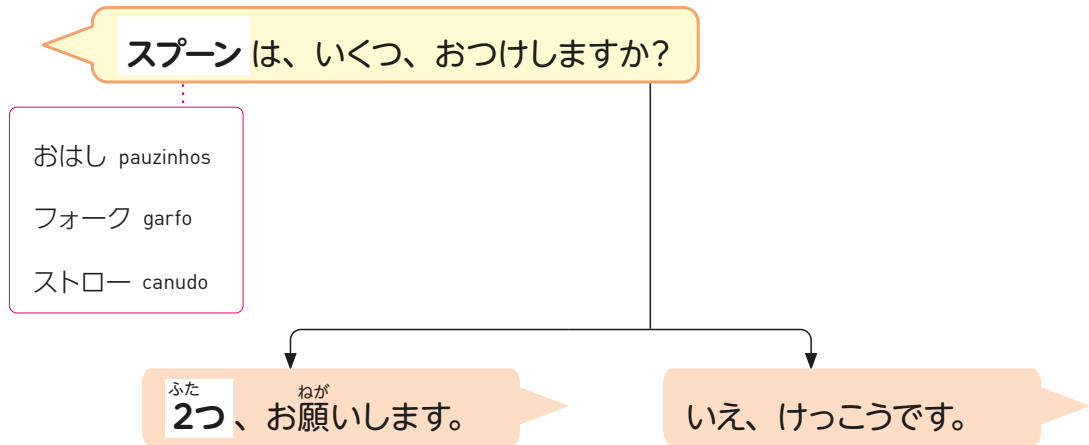 スプーン は、いくつ、おつけしますか？
おはし pauzinhos
フォーク garfo
ストロー canudo
ふた ねが
2つ、お願いします。
いえ、けっこうです。